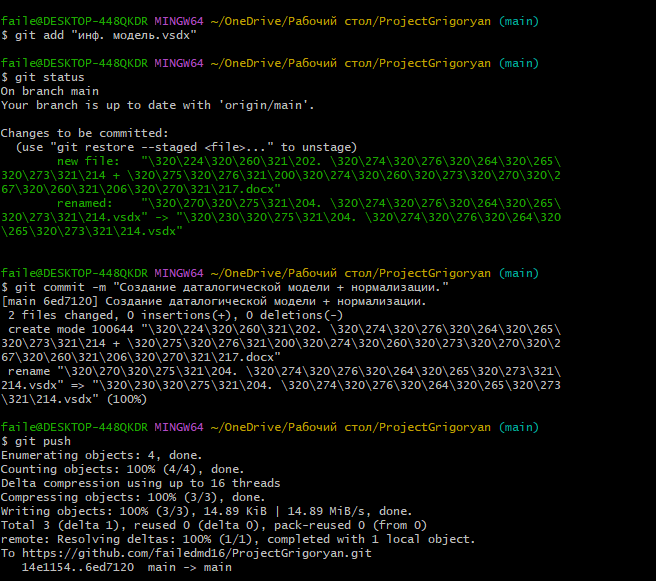 faile@DESKTOP-448QKDR MINGW64 ~/OneDrive/Рабочий стол/ProjectGrigoryan (main)
$ git add "инф. модель.vsdx"
faile@DESKTOP-448QKDR MINGW64 ~/OneDrive/Рабочий стол/ProjectGrigoryan (main)
$ git status
On branch main
Your branch is up to date with 'origin/main'.
Changes to be committed:
  (use "git restore --staged <file>..." to unstage)
        new file:   "\320\224\320\260\321\202. \320\274\320\276\320\264\320\265\
320\273\321\214 + \320\275\320\276\321\200\320\274\320\260\320\273\320\270\320\2
67\320\260\321\206\320\270\321\217.docx"
        renamed:    "\320\270\320\275\321\204. \320\274\320\276\320\264\320\265\
320\273\321\214.vsdx" -> "\320\230\320\275\321\204. \320\274\320\276\320\264\320
\265\320\273\321\214.vsdx"
faile@DESKTOP-448QKDR MINGW64 ~/OneDrive/Рабочий стол/ProjectGrigoryan (main)
$ git commit -m "Создание даталогической модели + нормализации."
[main 6ed7120] Создание даталогической модели + нормализации.
 2 files changed, 0 insertions(+), 0 deletions(-)
 create mode 100644 "\320\224\320\260\321\202. \320\274\320\276\320\264\320\265\
320\273\321\214 + \320\275\320\276\321\200\320\274\320\260\320\273\320\270\320\2
67\320\260\321\206\320\270\321\217.docx"
 rename "\320\270\320\275\321\204. \320\274\320\276\320\264\320\265\320\273\321\
214.vsdx" => "\320\230\320\275\321\204. \320\274\320\276\320\264\320\265\320\273
\321\214.vsdx" (100%)
faile@DESKTOP-448QKDR MINGW64 ~/OneDrive/Рабочий стол/ProjectGrigoryan (main)
$ git push
Enumerating objects: 4, done.
Counting objects: 100% (4/4), done.
Delta compression using up to 16 threads
Compressing objects: 100% (3/3), done.
Writing objects: 100% (3/3), 14.89 KiB | 14.89 MiB/s, done.
Total 3 (delta 1), reused 0 (delta 0), pack-reused 0 (from 0)
remote: Resolving deltas: 100% (1/1), completed with 1 local object.
To https://github.com/failedmd16/ProjectGrigoryan.git
   14e1154..6ed7120  main -> main